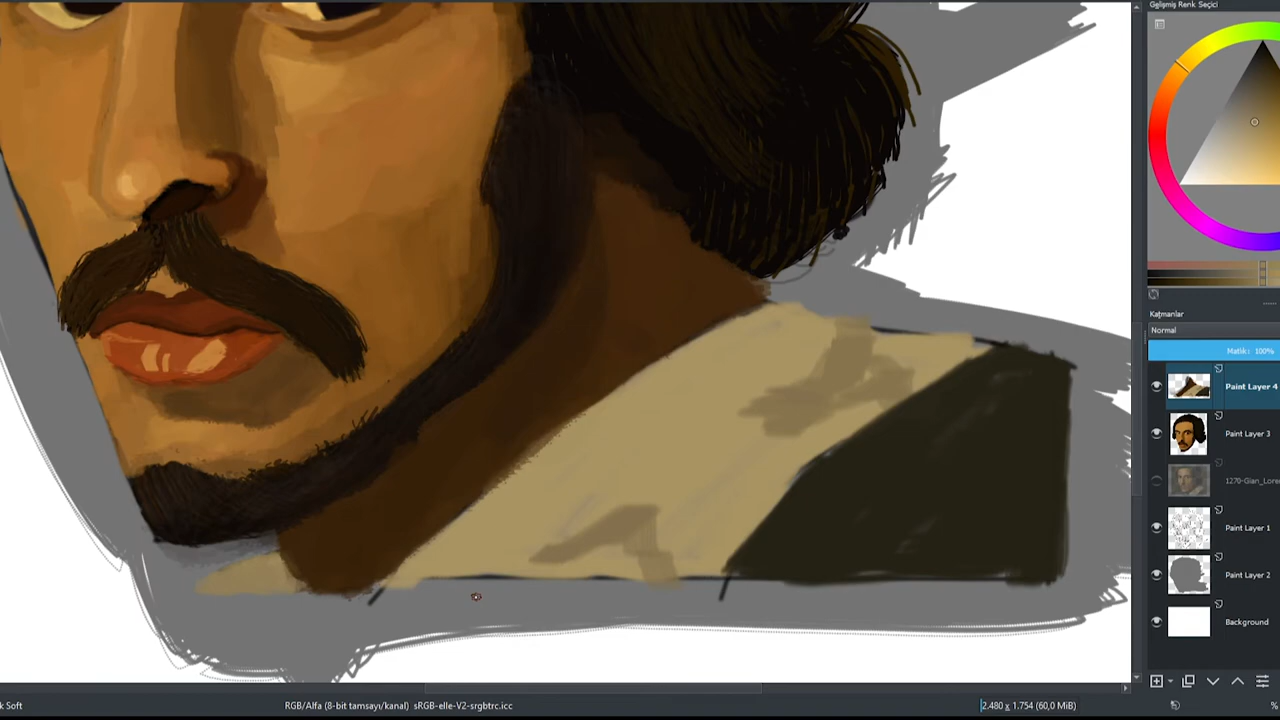 Gelişmiş Renk Seçici
Katmanlar
Normal
Matlık: 100%
Paint Layer 4
Paint Layer 3
1270-Gian_Lore
Paint Layer 1
Paint Layer 2
Background
k Soft
RGB/Alfa (8-bit tamsayı/kanal) sRGB-elle-V2-srgbtrc.icc
2.480 x 1.754 (60,0 MiB)
%